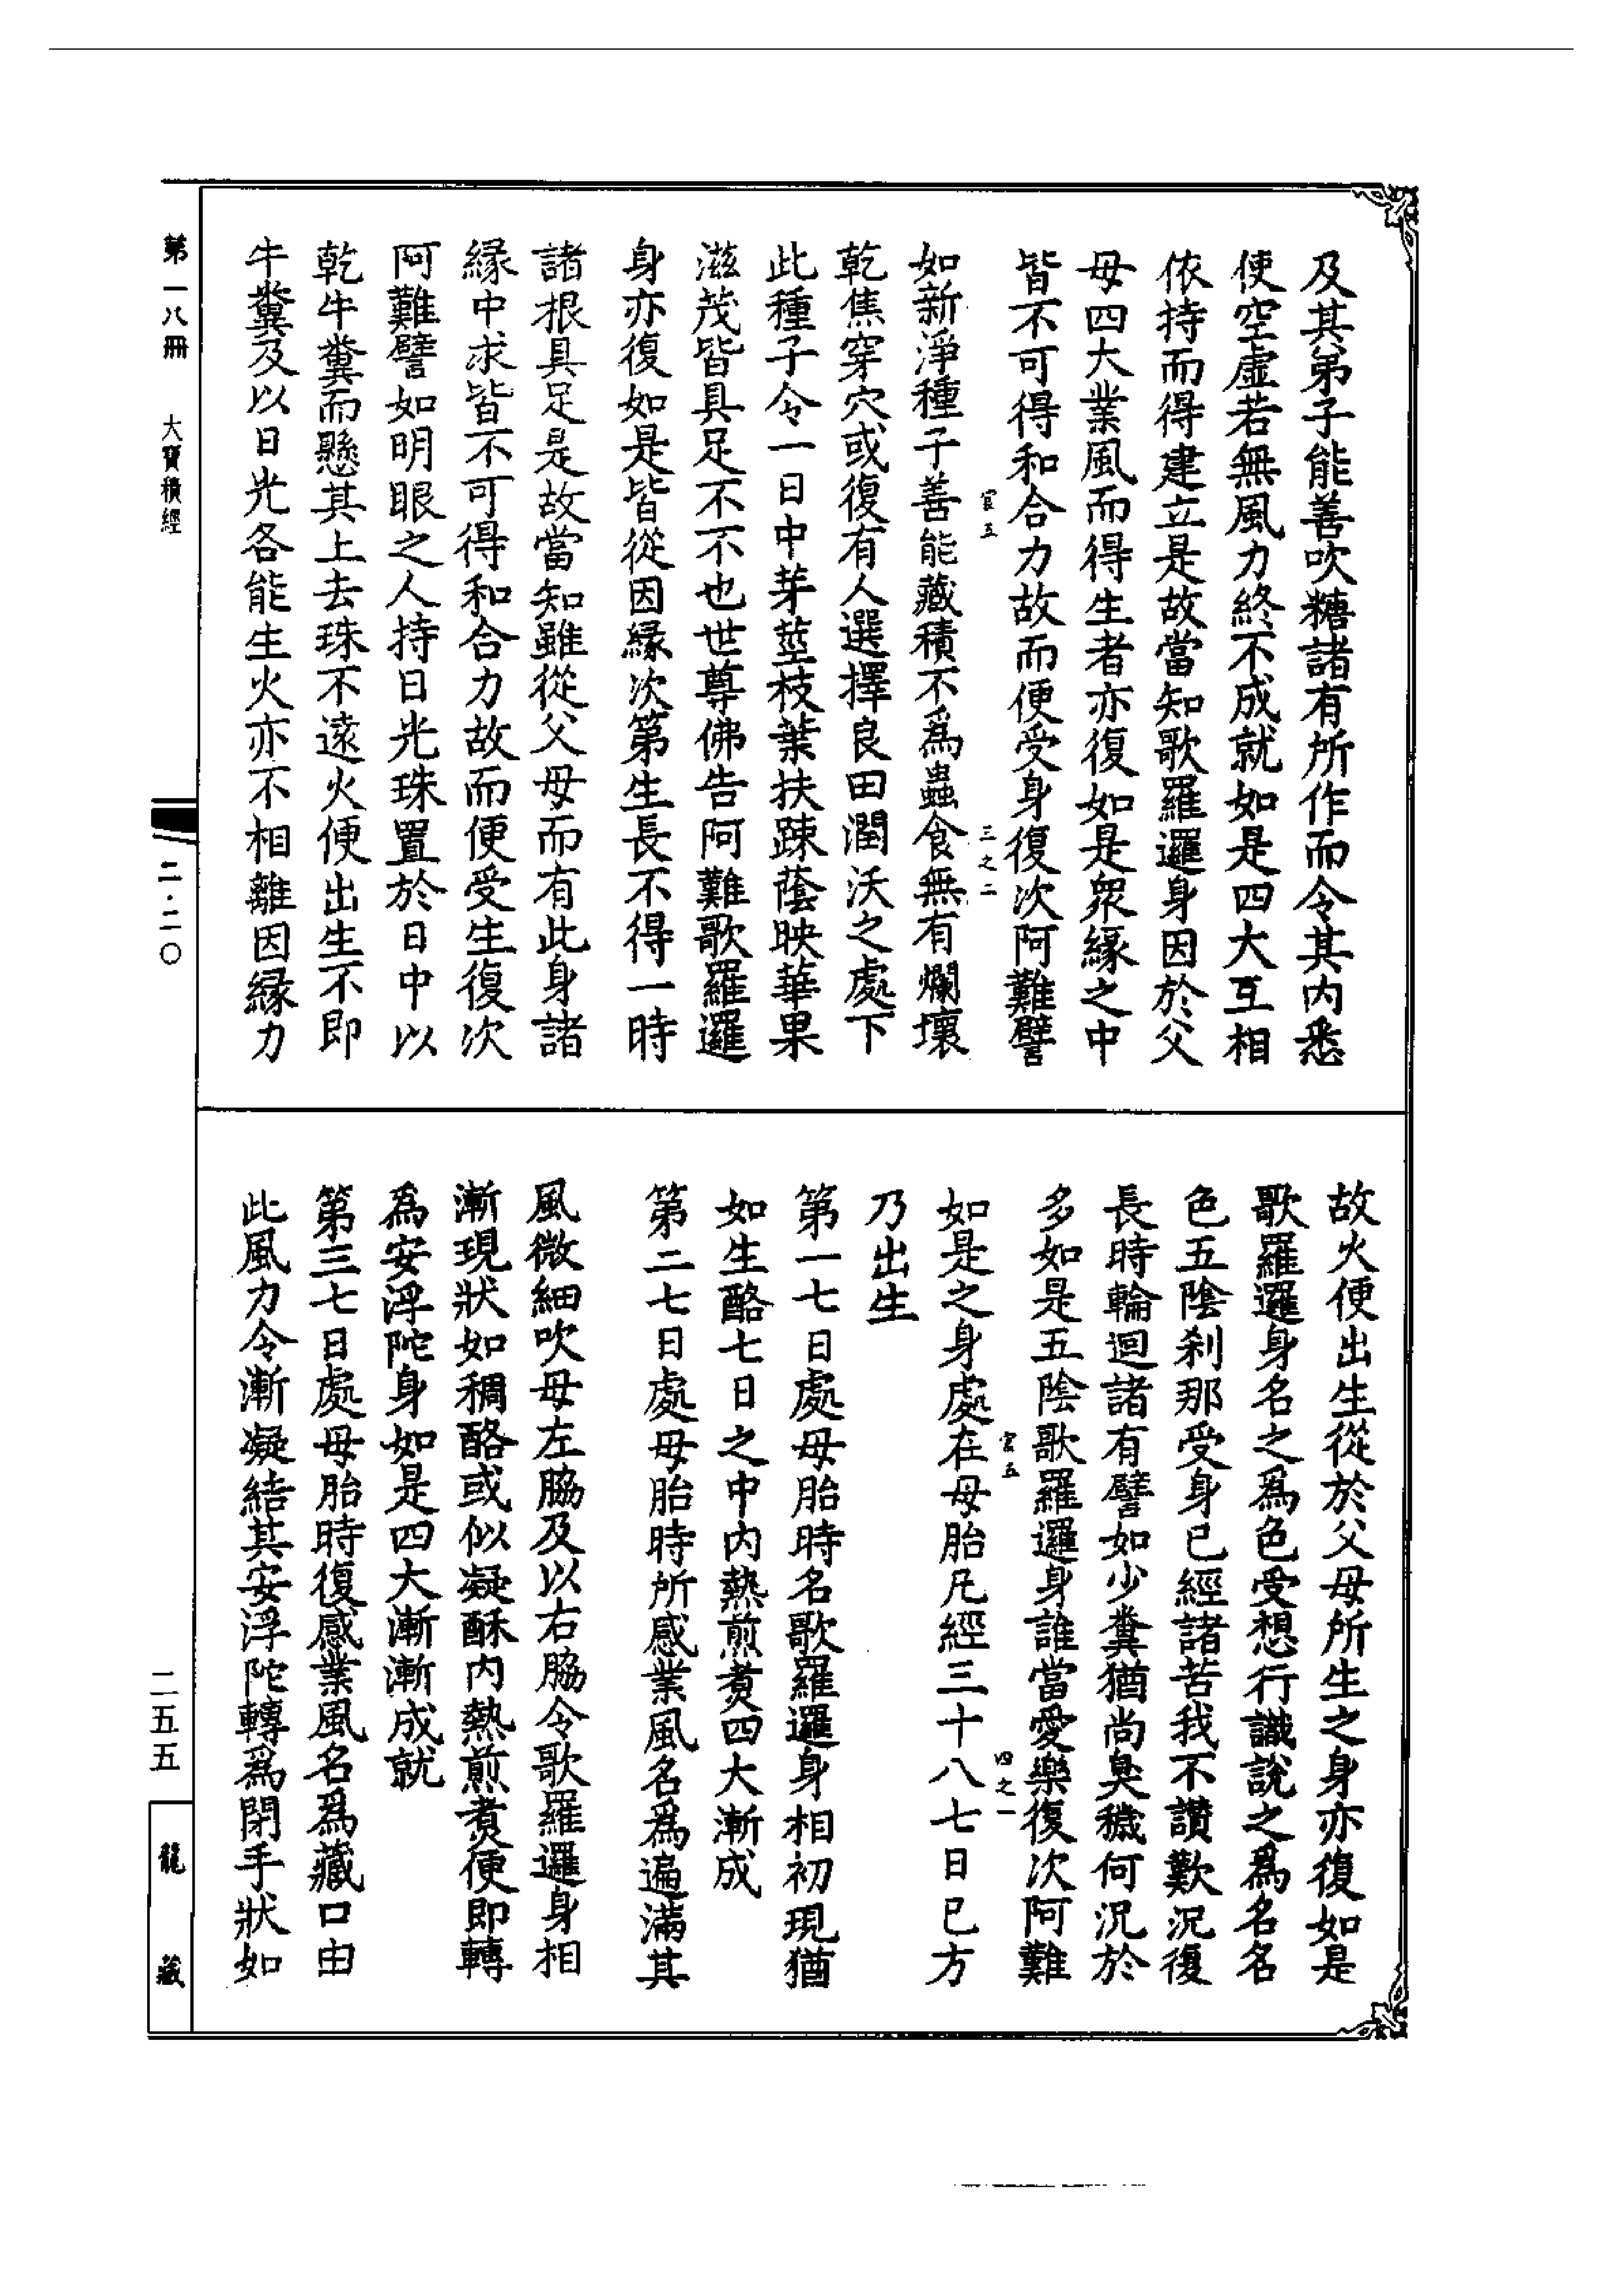 及其弟子能善吹糖諸有所作而令其内悉
使空虛若無風力終不成就如是四大互相
依持而得建立是故當知歌羅邏身因於父
母四大業風而得生者亦復如是衆緣之中
皆不可得和合力故而便受身復次阿難譬
官五
三之二
如新淨種子善能藏積不爲蟲食無有爛壞
乾焦穿穴或復有人選擇良田潤沃之處下
此種子令一日中芽莖枝葉扶踈蔭映華果
滋茂皆具足不不也世尊佛告阿難歌羅邏
身亦復如是皆從因緣次第生長不得一時
諸根具足是故當知雖從父母而有此身諸
緣中求皆不可得和合力故而便受生復次
阿難譬如明眼之人持日光珠置於日中以
乾牛糞而懸其上去珠不遠火便出生不即
牛糞及以日光各能生火亦不相離因緣力
故火便出生從於父母所生之身亦復如是
歌羅邏身名之爲色受想行識說之爲名名
色五陰刹那受身已經諸苦我不讚歎況復
長時輪迴諸有譬如少糞猶尚臭穢何況於
多如是五陰歌羅邏身誰當愛樂復次阿難
官五
四之一
如是之身處在母胎凡經三十八七日已方
乃出生
第一七日處母胎時名歌羅邏身相初現猶
如生酪七日之中内熱煎煑四大漸成
第二七日處母胎時所感業風名爲遍滿其
風微細吹母左脇及以右脇令歌羅邏身相
漸現狀如稠酪或似凝酥内熱煎煑便即轉
爲安浮陀身如是四大漸漸成就
第三七日處母胎時復感業風名爲藏口由
此風力令漸凝結其安浮陀轉爲閉手狀如
第一八冊
大寶積經
二·二〇
二五五
龍藏